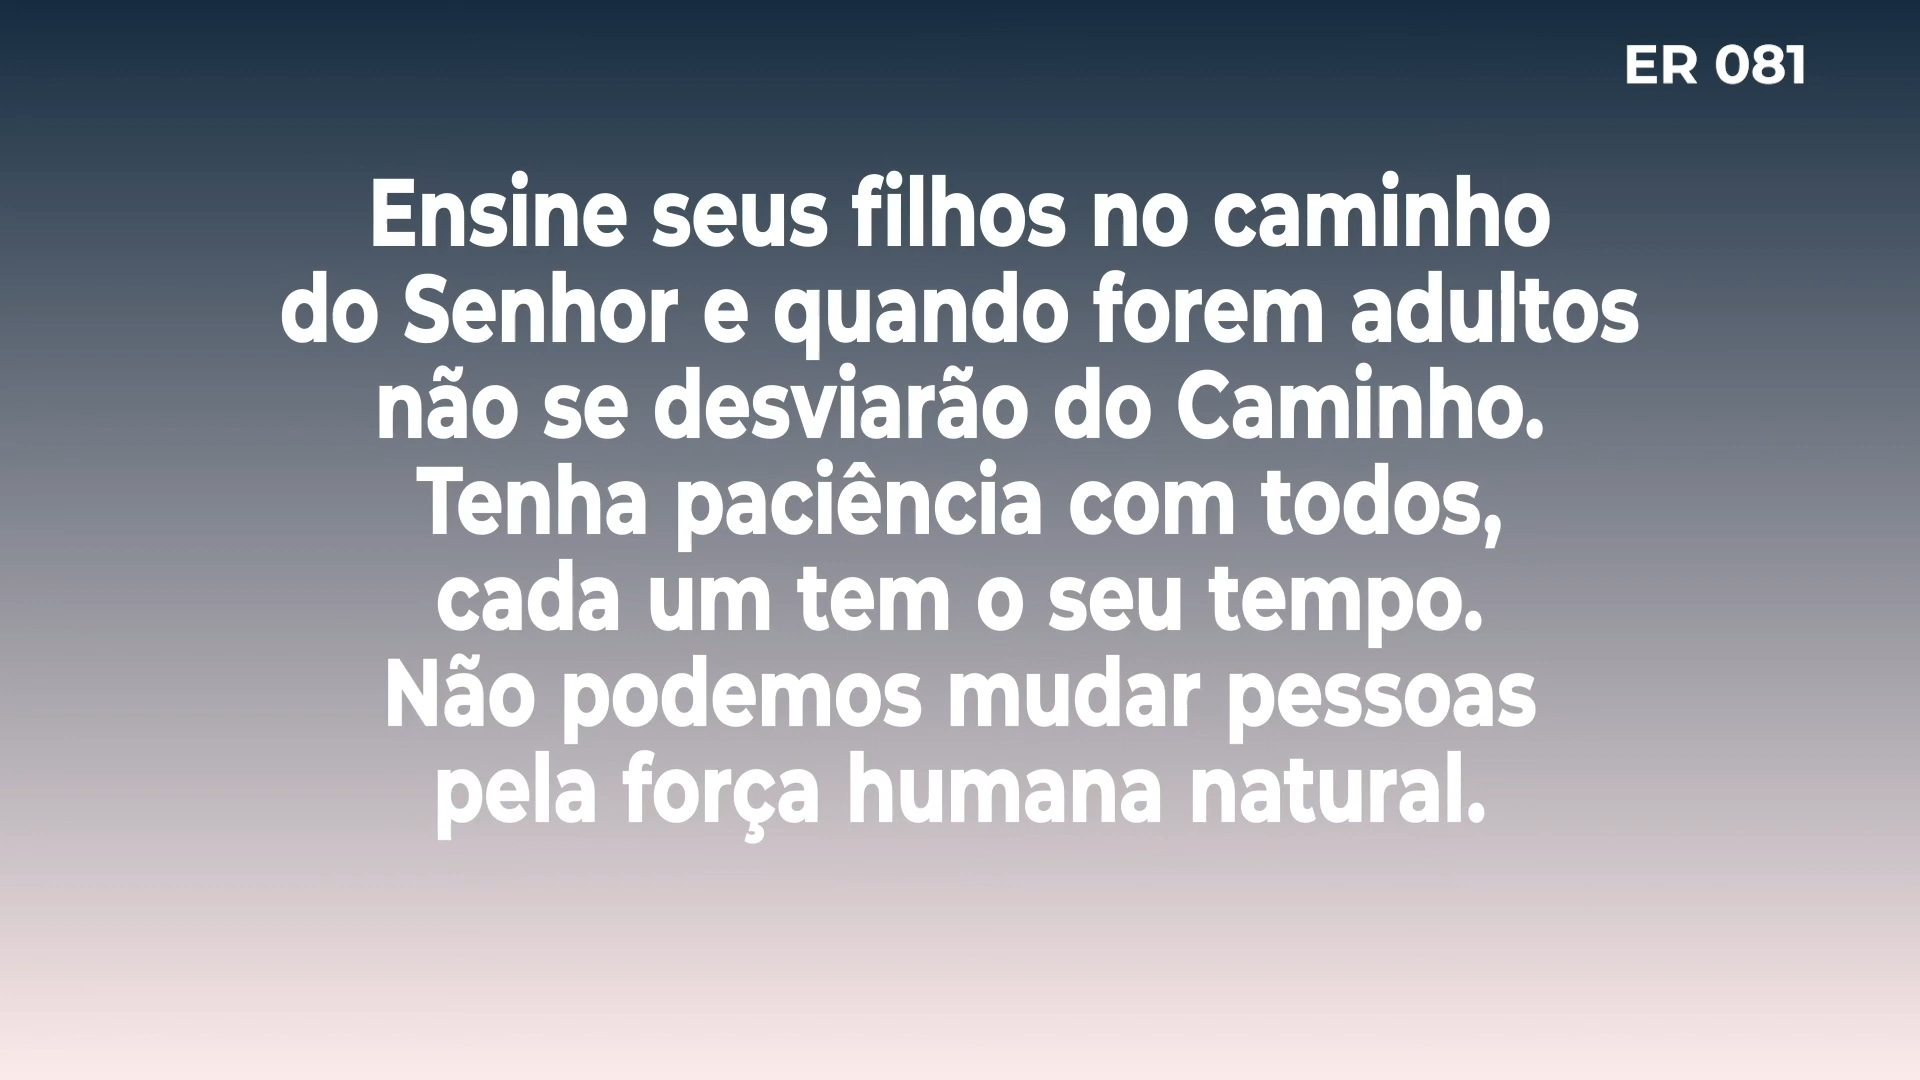 ER 081
Ensine seus filhos no caminho
do Senhor e quando forem adultos
não se desviarão do Caminho.
Tenha paciência com todos,
cada um tem o seu tempo.
Não podemos mudar pessoas
pela força humana natural.